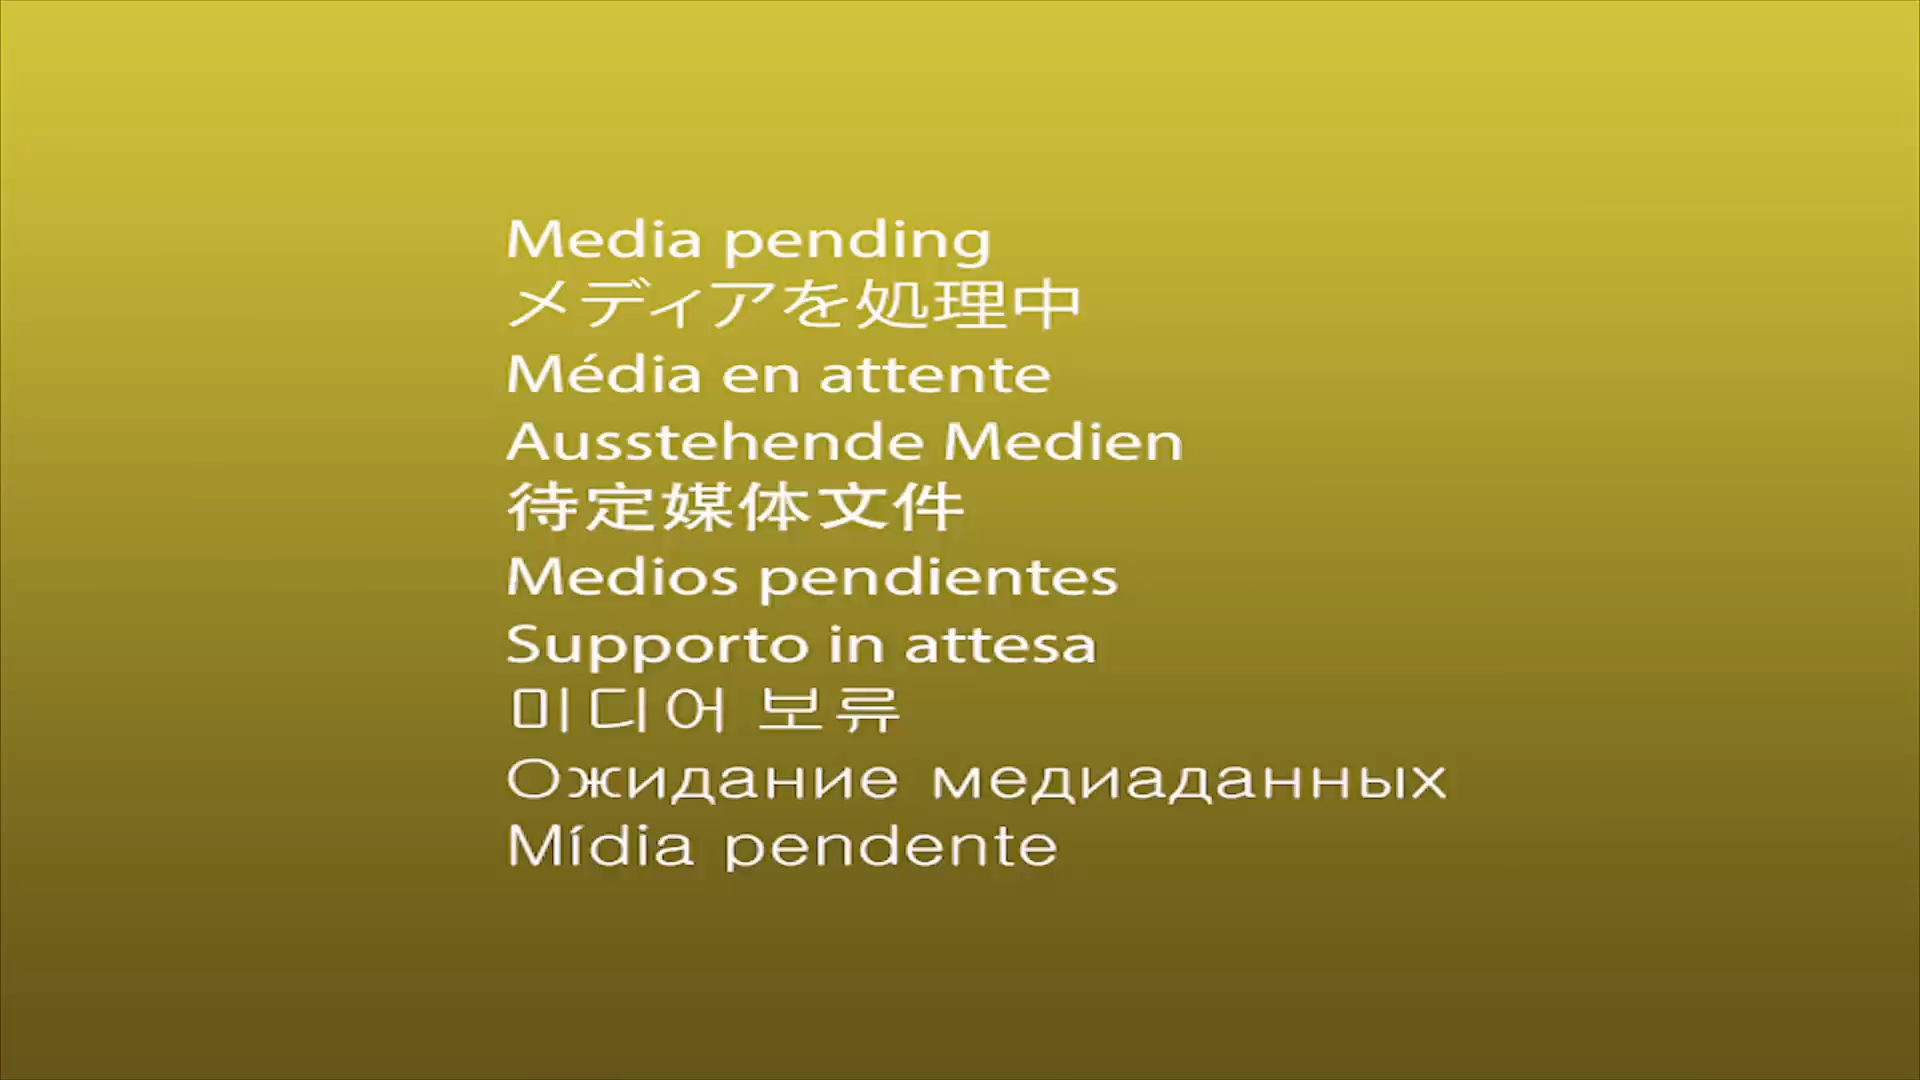 Media pending
メディアを処理中
Média en attente
Ausstehende Medien
待定媒体文件
Medios pendientes
Supporto in attesa
미디어 보류
Ожидание медиаданных
Mídia pendente